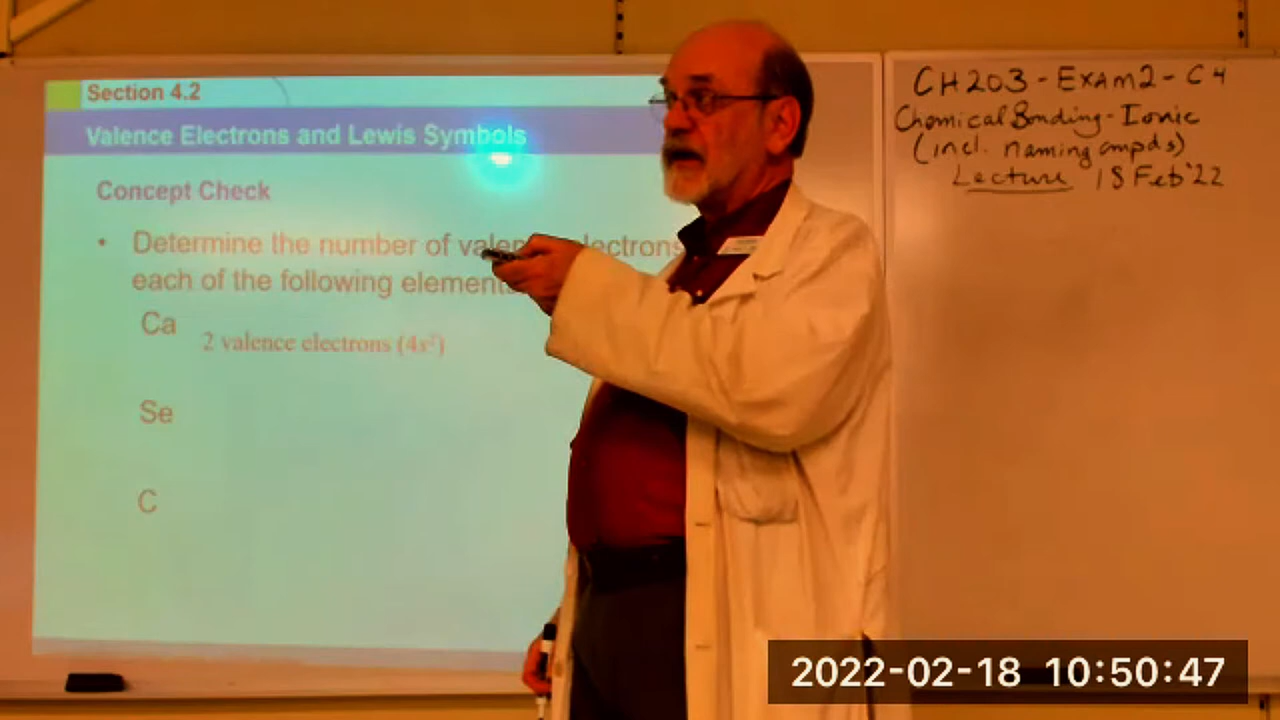 Section 4.2
Valence Electrons and Lewis Symbols
Concept Check
• Determine the number of valen lectrons
each of the following element
Ca
2 valence electrons (4s²)
Se
C
CH203 - EXAM2 - C4
Chemical Bonding - Ionic
(incl. naming cmpds)
Lecture 18 Feb '22
2022-02-18 10:50:47